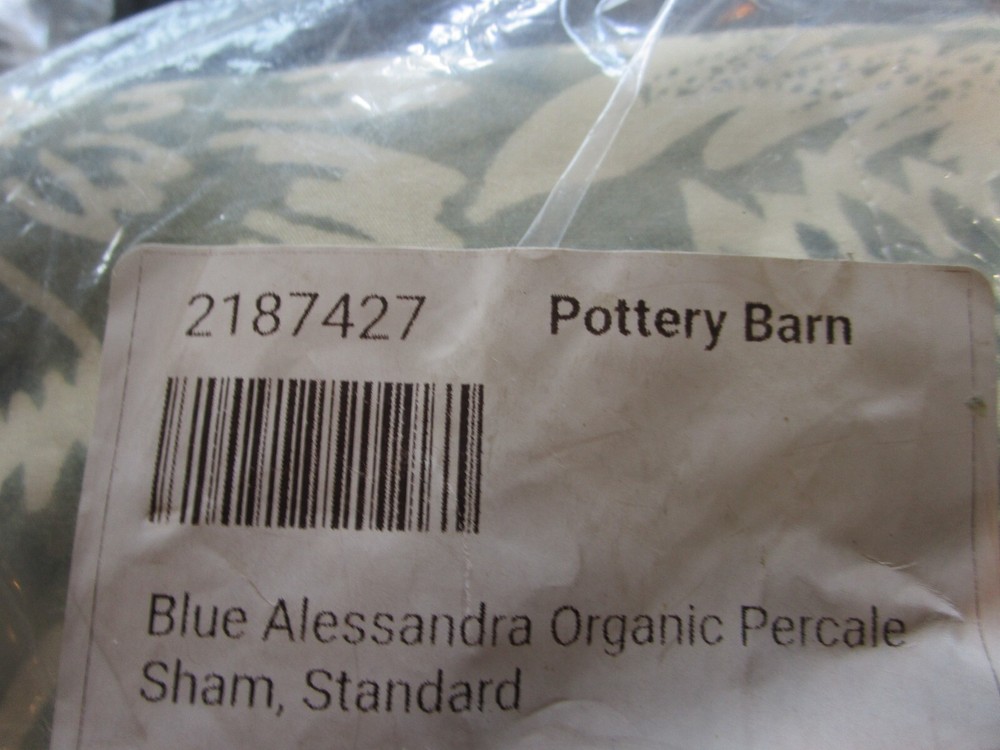 2187427 Pottery Barn
Blue Alessandra Organic Percale
Sham, Standard